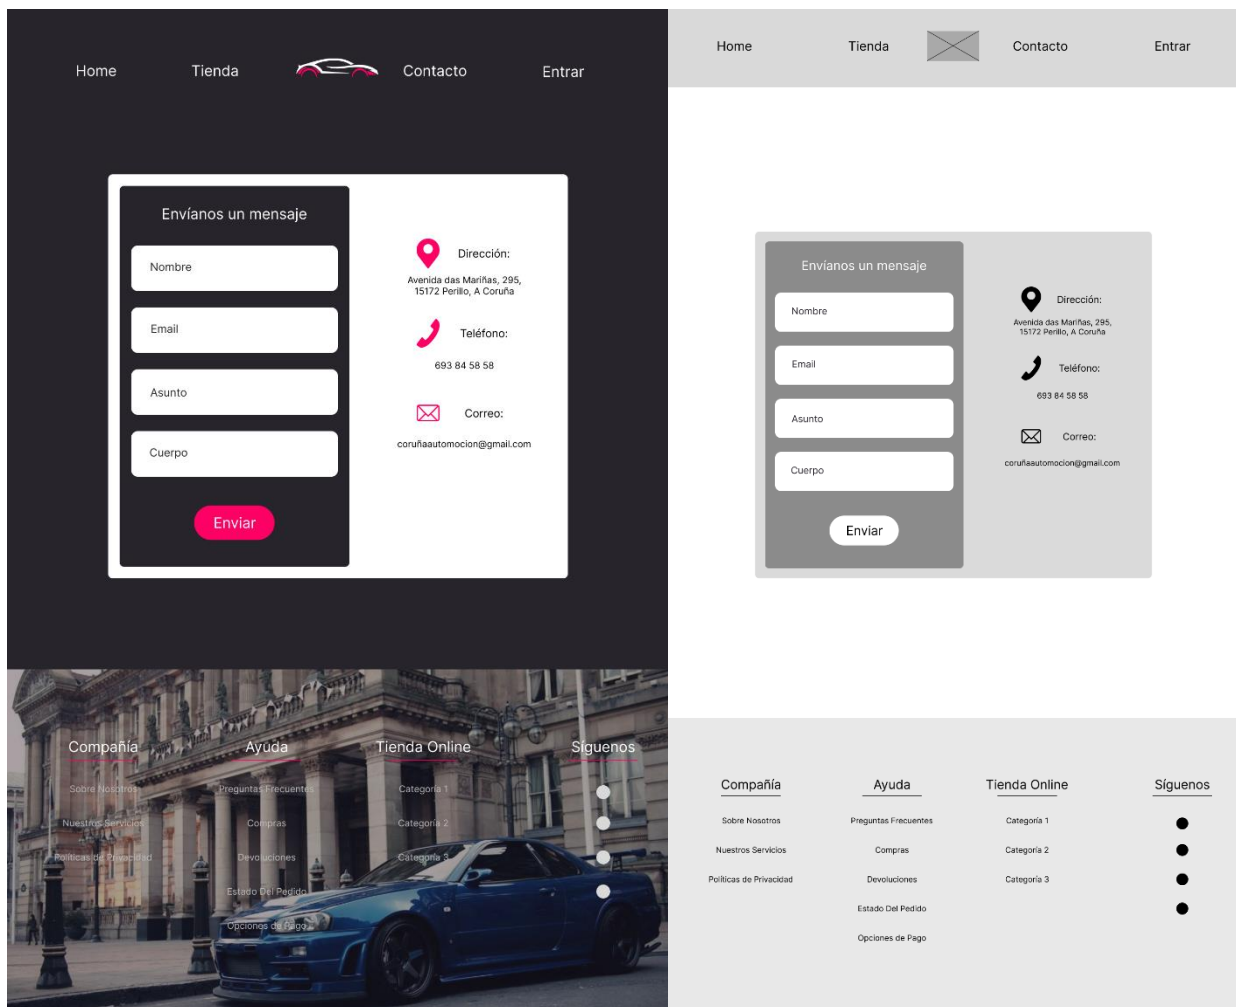 Home Tienda Contacto Entrar
Envíanos un mensaje
Nombre
Email
Asunto
Cuerpo
Enviar
Dirección:
Avenida das Mariñas, 295,
15172 Perillo, A Coruña
Teléfono:
693 84 58 58
Correo:
coruñaautomocion@gmail.com
Compañía
Sobre Nosotros
Nuestros Servicios
Políticas de Privacidad
Ayuda
Preguntas Frecuentes
Compras
Devoluciones
Estado Del Pedido
Opciones de Pago
Tienda Online
Categoría 1
Categoría 2
Categoría 3
Síguenos
Home Tienda Contacto Entrar
Envíanos un mensaje
Nombre
Email
Asunto
Cuerpo
Enviar
Dirección:
Avenida das Mariñas, 295,
15172 Perillo, A Coruña
Teléfono:
693 84 58 58
Correo:
coruñaautomocion@gmail.com
Compañía
Sobre Nosotros
Nuestros Servicios
Políticas de Privacidad
Ayuda
Preguntas Frecuentes
Compras
Devoluciones
Estado Del Pedido
Opciones de Pago
Tienda Online
Categoría 1
Categoría 2
Categoría 3
Síguenos